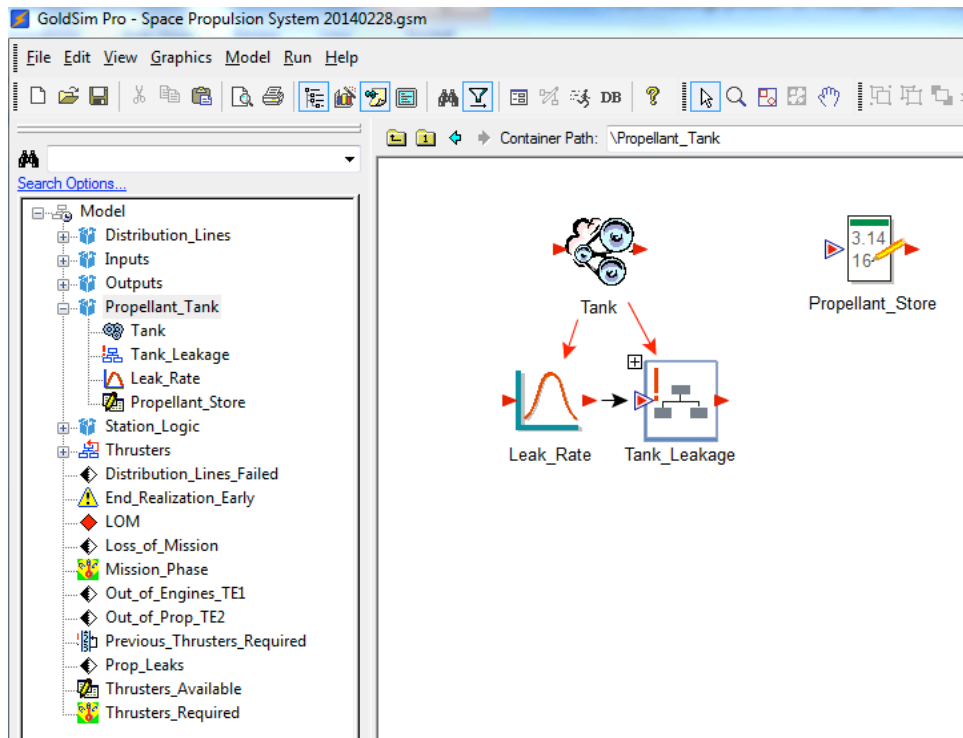 GoldSim Pro - Space Propulsion System 20140228.gsm
File Edit View Graphics Model Run Help
DB
1 Container Path: \Propellant_Tank
Search Options...
Model
Distribution_Lines
Inputs
Outputs
Propellant_Tank
Tank
Tank_Leakage
Leak_Rate
Propellant_Store
Station_Logic
Thrusters
Distribution_Lines_Failed
End_Realization_Early
LOM
Loss_of_Mission
Mission_Phase
Out_of_Engines_TE1
Out_of_Prop_TE2
Previous_Thrusters_Required
Prop_Leaks
Thrusters_Available
Thrusters_Required
3.14
16
Tank
Propellant_Store
Leak_Rate
Tank_Leakage